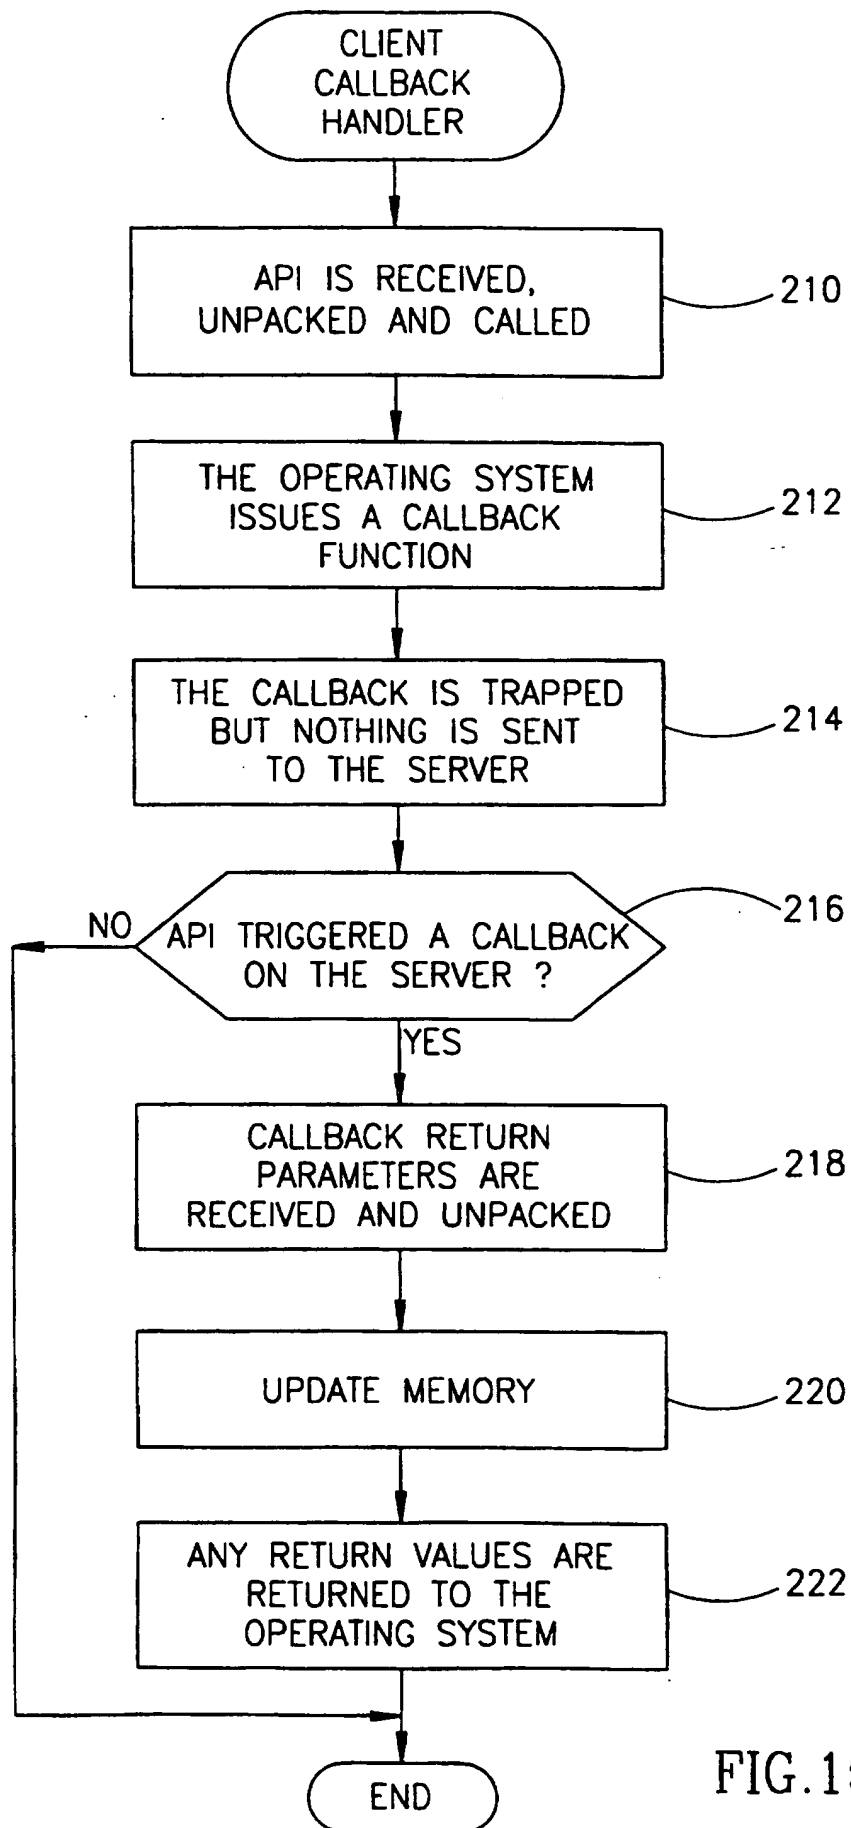 CLIENT
CALLBACK
HANDLER
API IS RECEIVED,
UNPACKED AND CALLED
210
THE OPERATING SYSTEM
ISSUES A CALLBACK
FUNCTION
212
THE CALLBACK IS TRAPPED
BUT NOTHING IS SENT
TO THE SERVER
214
NO
API TRIGGERED A CALLBACK
ON THE SERVER ?
216
YES
CALLBACK RETURN
PARAMETERS ARE
RECEIVED AND UNPACKED
218
UPDATE MEMORY
220
ANY RETURN VALUES ARE
RETURNED TO THE
OPERATING SYSTEM
222
END
FIG.1